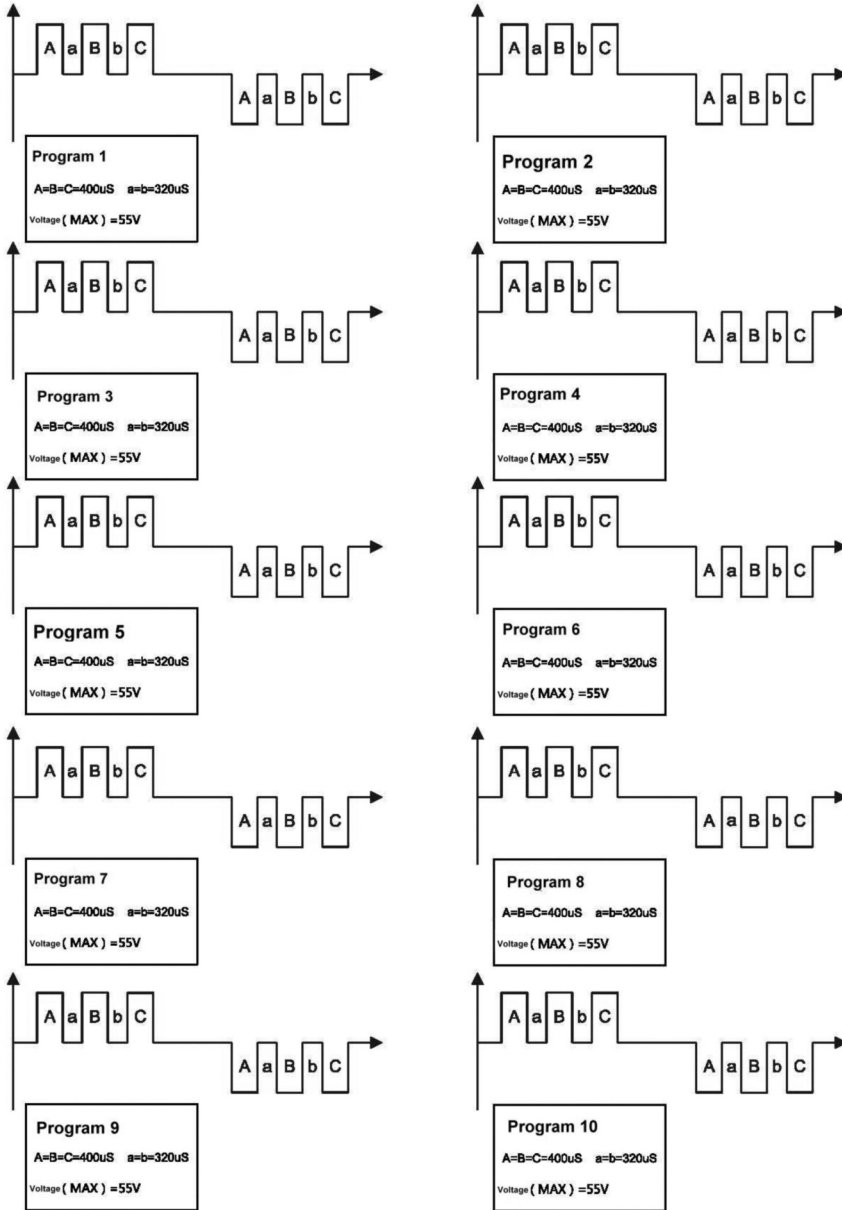 A a B b C
A a B b C
Program 1
A=B=C=400uS a=b=320uS
Voltage ( MAX ) =55V
A a B b C
A a B b C
Program 2
A=B=C=400uS a=b=320uS
Voltage ( MAX ) =55V
A a B b C
A a B b C
Program 3
A=B=C=400uS a=b=320uS
Voltage ( MAX ) =55V
A a B b C
A a B b C
Program 4
A=B=C=400uS a=b=320uS
Voltage ( MAX ) =55V
A a B b C
A a B b C
Program 5
A=B=C=400uS a=b=320uS
Voltage ( MAX ) =55V
A a B b C
A a B b C
Program 6
A=B=C=400uS a=b=320uS
Voltage ( MAX ) =55V
A a B b C
A a B b C
Program 7
A=B=C=400uS a=b=320uS
Voltage ( MAX ) =55V
A a B b C
A a B b C
Program 8
A=B=C=400uS a=b=320uS
Voltage ( MAX ) =55V
A a B b C
A a B b C
Program 9
A=B=C=400uS a=b=320uS
Voltage ( MAX ) =55V
A a B b C
A a B b C
Program 10
A=B=C=400uS a=b=320uS
Voltage ( MAX ) =55V